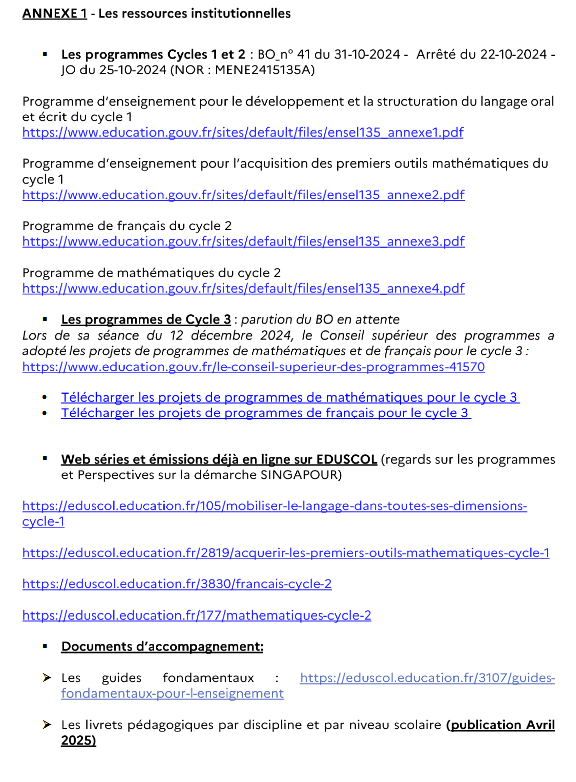 ANNEXE 1 - Les ressources institutionnelles
▪ Les programmes Cycles 1 et 2 : BO n° 41 du 31-10-2024 - Arrêté du 22-10-2024 -
JO du 25-10-2024 (NOR : MENE2415135A)
Programme d'enseignement pour le développement et la structuration du langage oral
et écrit du cycle 1
https://www.education.gouv.fr/sites/default/files/ensel135_annexe1.pdf
Programme d'enseignement pour l'acquisition des premiers outils mathématiques du
cycle 1
https://www.education.gouv.fr/sites/default/files/ensel135_annexe2.pdf
Programme de français du cycle 2
https://www.education.gouv.fr/sites/default/files/ensel135_annexe3.pdf
Programme de mathématiques du cycle 2
https://www.education.gouv.fr/sites/default/files/ensel135_annexe4.pdf
▪ Les programmes de Cycle 3 : parution du BO en attente
Lors de sa séance du 12 décembre 2024, le Conseil supérieur des programmes a
adopté les projets de programmes de mathématiques et de français pour le cycle 3 :
https://www.education.gouv.fr/le-conseil-superieur-des-programmes-41570
• Télécharger les projets de programmes de mathématiques pour le cycle 3
• Télécharger les projets de programmes de français pour le cycle 3
▪ Web séries et émissions déjà en ligne sur EDUSCOL (regards sur les programmes
et Perspectives sur la démarche SINGAPOUR)
https://eduscol.education.fr/105/mobiliser-le-langage-dans-toutes-ses-dimensions-
cycle-1
https://eduscol.education.fr/2819/acquerir-les-premiers-outils-mathematiques-cycle-1
https://eduscol.education.fr/3830/francais-cycle-2
https://eduscol.education.fr/177/mathematiques-cycle-2
▪ Documents d'accompagnement:
➤ Les guides fondamentaux : https://eduscol.education.fr/3107/guides-
fondamentaux-pour-l-enseignement
➤ Les livrets pédagogiques par discipline et par niveau scolaire (publication Avril
2025)